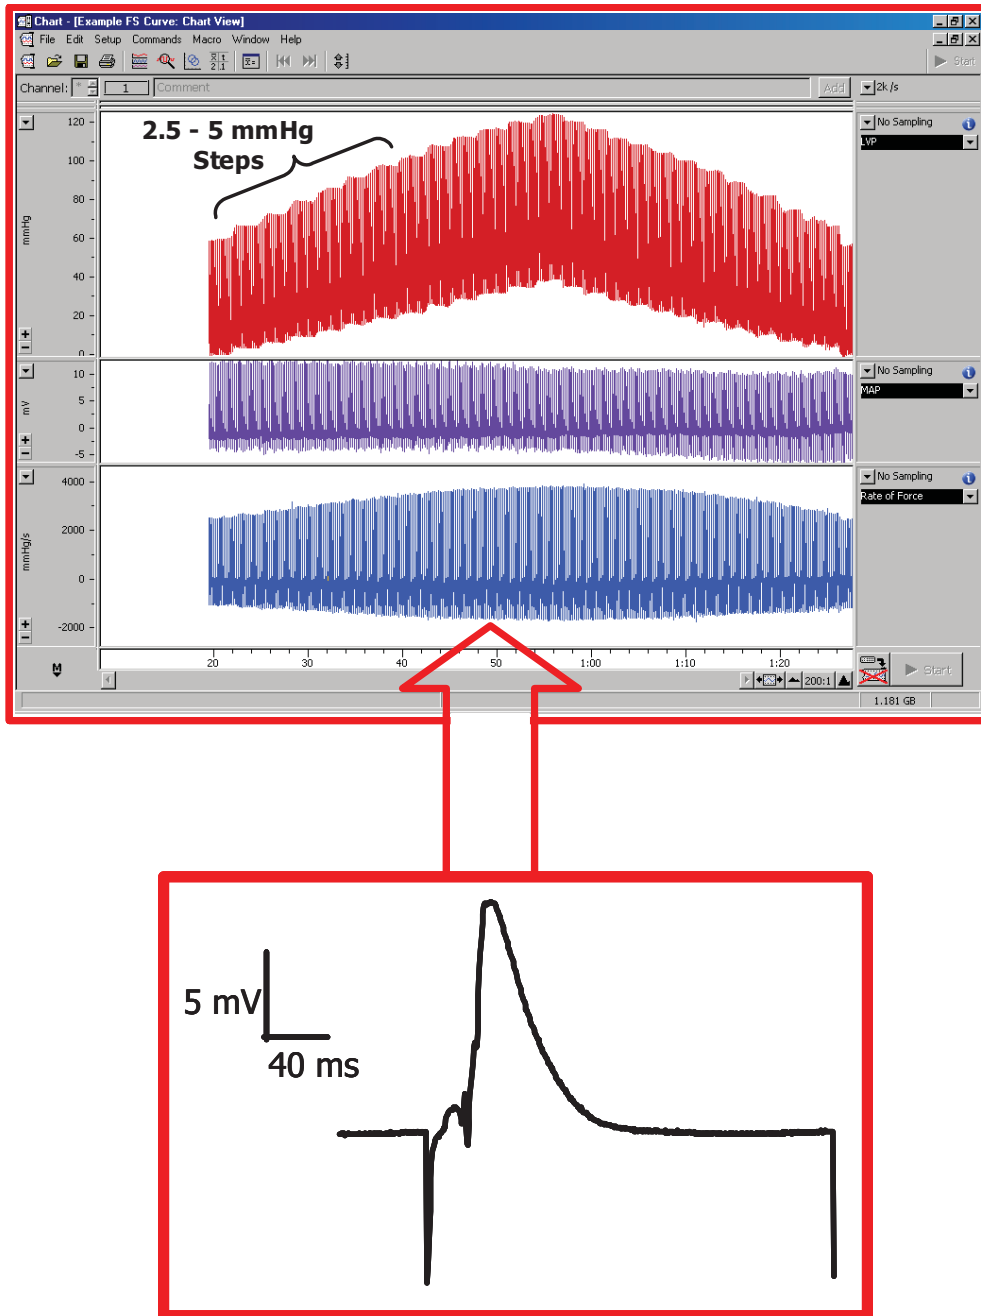 Chart - [Example FS Curve: Chart View]
File Edit Setup Commands Macro Window Help
Channel: * 1 Comment Add 2k /s
2.5 - 5 mmHg
Steps
120
100
80
60
40
20
0
mmHg
No Sampling
LVP
10
5
0
-5
mV
No Sampling
MAP
4000
2000
0
-2000
mmHg/s
No Sampling
Rate of Force
20 30 40 50 1:00 1:10 1:20
M
200:1
Start
Start
1.181 GB
5 mV
40 ms